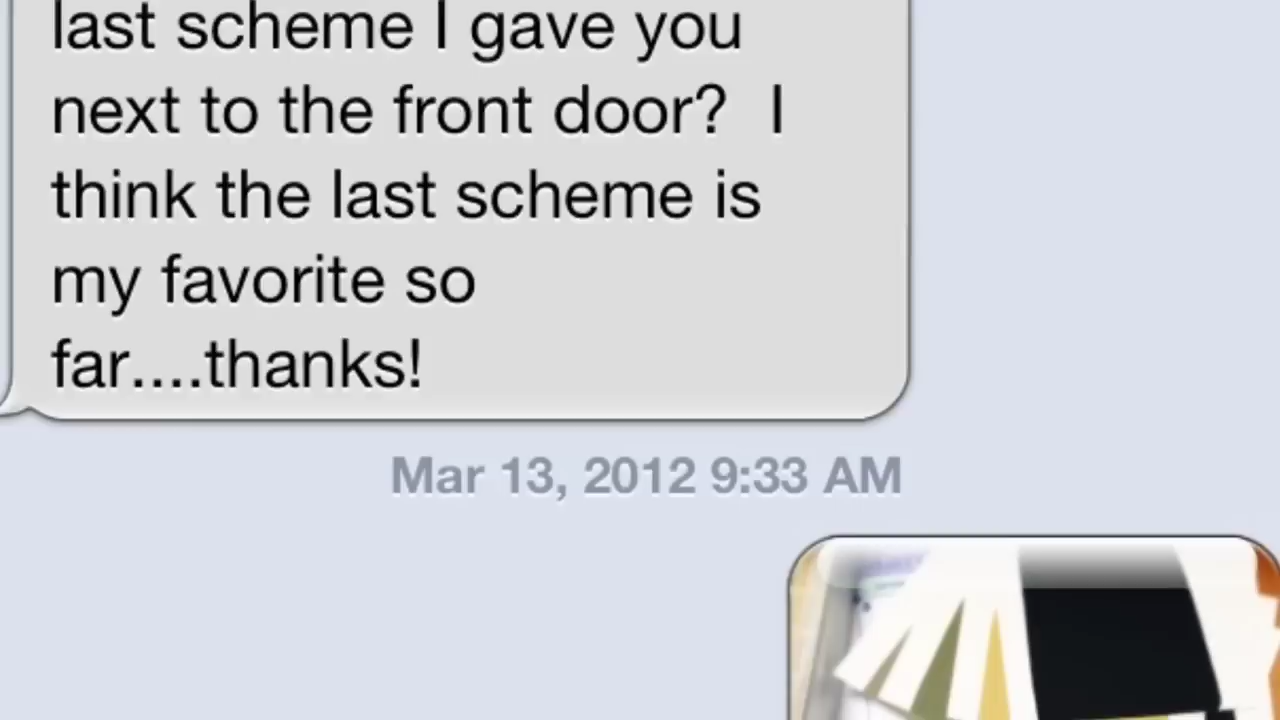 last scheme I gave you
next to the front door?  I
think the last scheme is
my favorite so
far....thanks!
Mar 13, 2012 9:33 AM